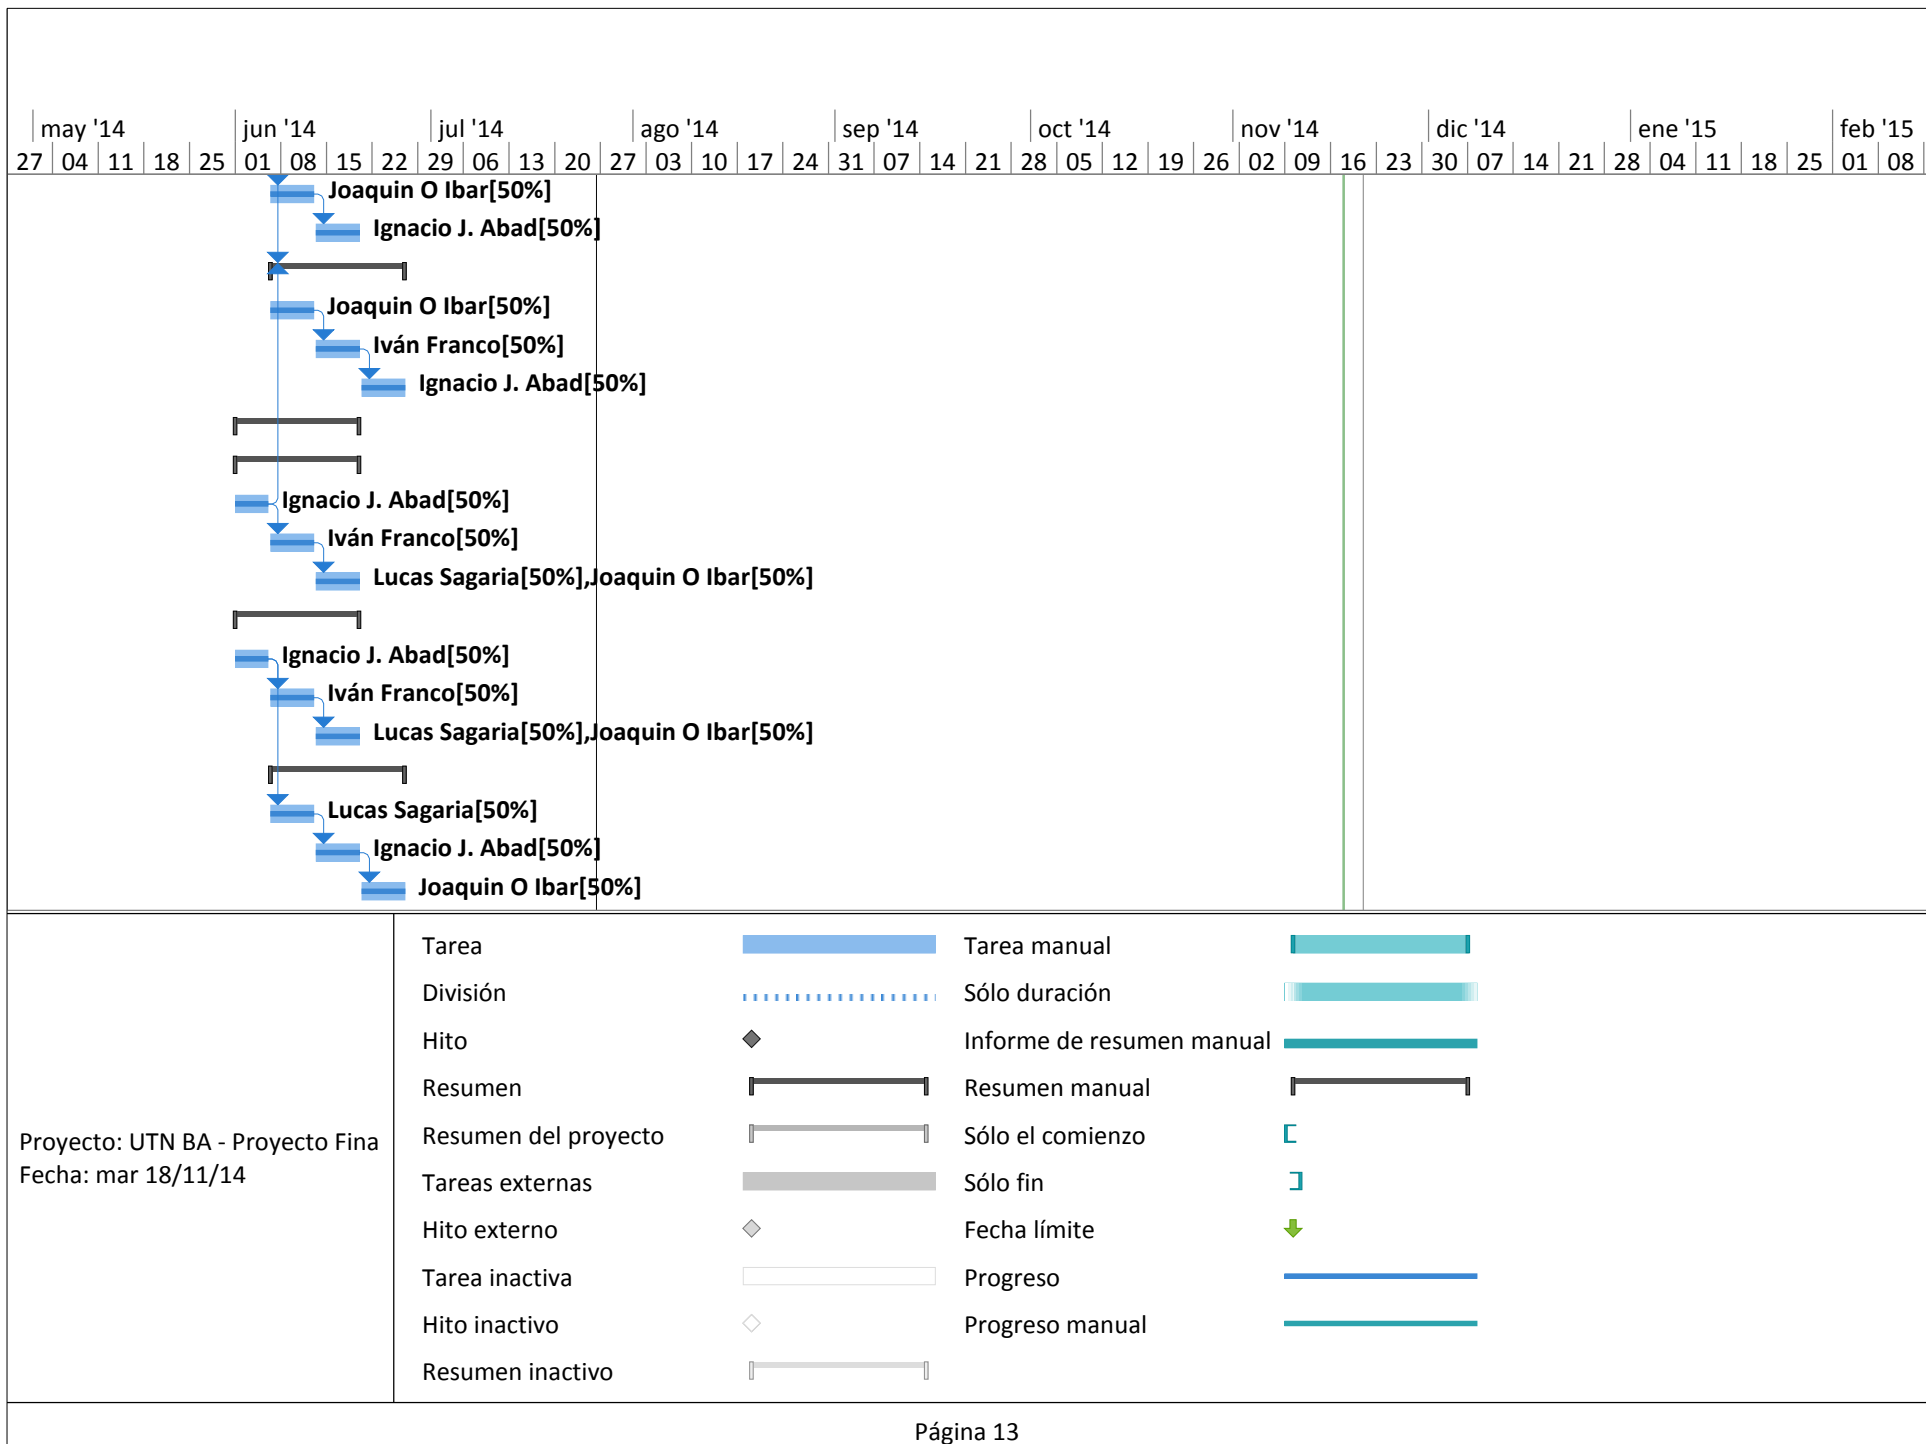 may '14 jun '14 jul '14 ago '14 sep '14 oct '14 nov '14 dic '14 ene '15 feb '15
27 04 11 18 25 01 08 15 22 29 06 13 20 27 03 10 17 24 31 07 14 21 28 05 12 19 26 02 09 16 23 30 07 14 21 28 04 11 18 25 01 08
Joaquin O Ibar[50%]
Ignacio J. Abad[50%]
Joaquin O Ibar[50%]
Iván Franco[50%]
Ignacio J. Abad[50%]
Ignacio J. Abad[50%]
Iván Franco[50%]
Lucas Sagaria[50%],Joaquin O Ibar[50%]
Ignacio J. Abad[50%]
Iván Franco[50%]
Lucas Sagaria[50%],Joaquin O Ibar[50%]
Lucas Sagaria[50%]
Ignacio J. Abad[50%]
Joaquin O Ibar[50%]
Proyecto: UTN BA - Proyecto Fina
Fecha: mar 18/11/14
Tarea
División
Hito
Resumen
Resumen del proyecto
Tareas externas
Hito externo
Tarea inactiva
Hito inactivo
Resumen inactivo
Tarea manual
Sólo duración
Informe de resumen manual
Resumen manual
Sólo el comienzo
Sólo fin
Fecha límite
Progreso
Progreso manual
Página 13